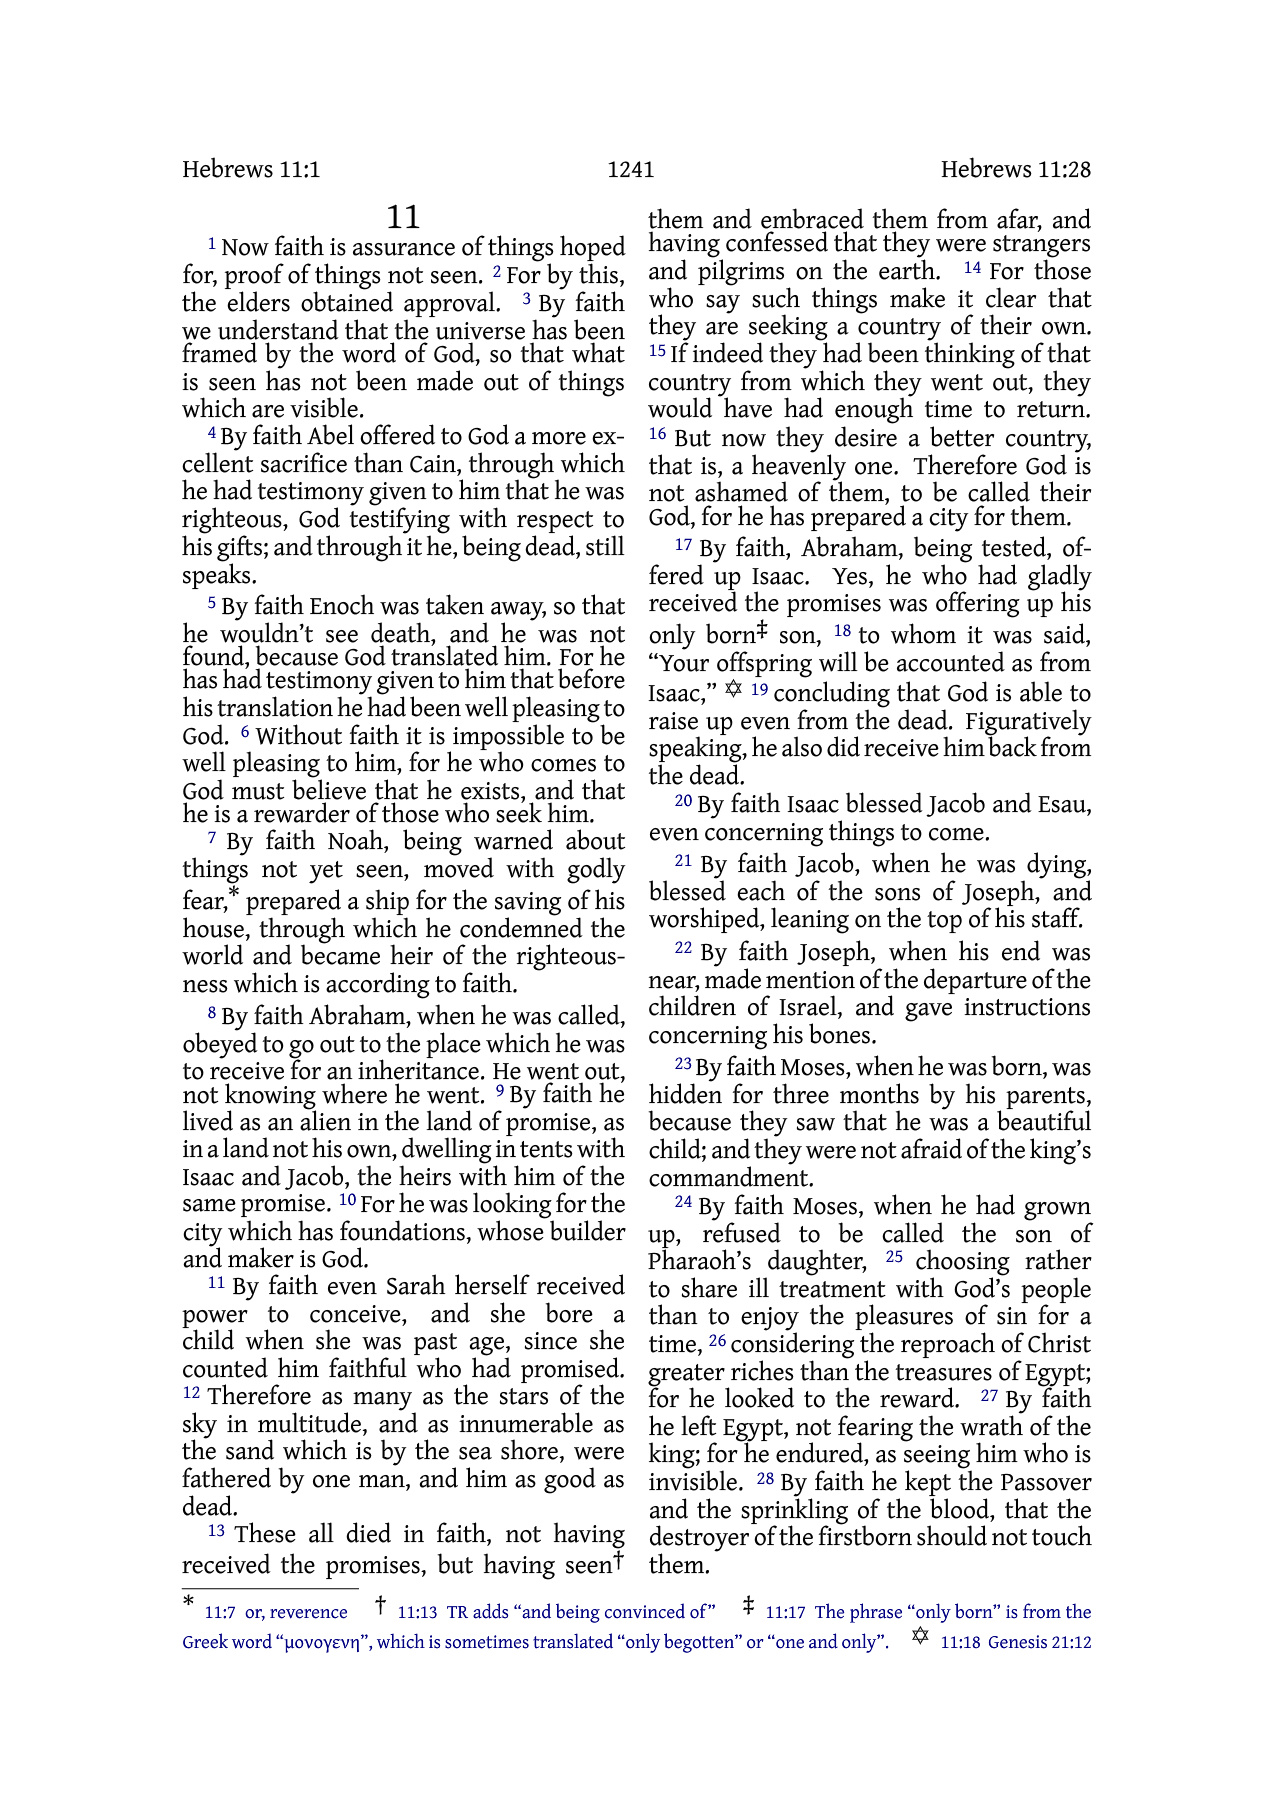 Hebrews 11:1 1241 Hebrews 11:28
11
1 Now faith is assurance of things hoped
for, proof of things not seen. 2 For by this,
the elders obtained approval. 3 By faith
we understand that the universe has been
framed by the word of God, so that what
is seen has not been made out of things
which are visible.
4 By faith Abel offered to God a more ex-
cellent sacrifice than Cain, through which
he had testimony given to him that he was
righteous, God testifying with respect to
his gifts; and through it he, being dead, still
speaks.
5 By faith Enoch was taken away, so that
he wouldn’t see death, and he was not
found, because God translated him. For he
has had testimony given to him that before
his translation he had been well pleasing to
God. 6 Without faith it is impossible to be
well pleasing to him, for he who comes to
God must believe that he exists, and that
he is a rewarder of those who seek him.
7 By faith Noah, being warned about
things not yet seen, moved with godly
fear,* prepared a ship for the saving of his
house, through which he condemned the
world and became heir of the righteous-
ness which is according to faith.
8 By faith Abraham, when he was called,
obeyed to go out to the place which he was
to receive for an inheritance. He went out,
not knowing where he went. 9 By faith he
lived as an alien in the land of promise, as
in a land not his own, dwelling in tents with
Isaac and Jacob, the heirs with him of the
same promise. 10 For he was looking for the
city which has foundations, whose builder
and maker is God.
11 By faith even Sarah herself received
power to conceive, and she bore a
child when she was past age, since she
counted him faithful who had promised.
12 Therefore as many as the stars of the
sky in multitude, and as innumerable as
the sand which is by the sea shore, were
fathered by one man, and him as good as
dead.
13 These all died in faith, not having
received the promises, but having seen†
them and embraced them from afar, and
having confessed that they were strangers
and pilgrims on the earth. 14 For those
who say such things make it clear that
they are seeking a country of their own.
15 If indeed they had been thinking of that
country from which they went out, they
would have had enough time to return.
16 But now they desire a better country,
that is, a heavenly one. Therefore God is
not ashamed of them, to be called their
God, for he has prepared a city for them.
17 By faith, Abraham, being tested, of-
fered up Isaac. Yes, he who had gladly
received the promises was offering up his
only born‡ son, 18 to whom it was said,
“Your offspring will be accounted as from
Isaac,” ✡ 19 concluding that God is able to
raise up even from the dead. Figuratively
speaking, he also did receive him back from
the dead.
20 By faith Isaac blessed Jacob and Esau,
even concerning things to come.
21 By faith Jacob, when he was dying,
blessed each of the sons of Joseph, and
worshiped, leaning on the top of his staff.
22 By faith Joseph, when his end was
near, made mention of the departure of the
children of Israel, and gave instructions
concerning his bones.
23 By faith Moses, when he was born, was
hidden for three months by his parents,
because they saw that he was a beautiful
child; and they were not afraid of the king’s
commandment.
24 By faith Moses, when he had grown
up, refused to be called the son of
Pharaoh’s daughter, 25 choosing rather
to share ill treatment with God’s people
than to enjoy the pleasures of sin for a
time, 26 considering the reproach of Christ
greater riches than the treasures of Egypt;
for he looked to the reward. 27 By faith
he left Egypt, not fearing the wrath of the
king; for he endured, as seeing him who is
invisible. 28 By faith he kept the Passover
and the sprinkling of the blood, that the
destroyer of the firstborn should not touch
them.
* 11:7 or, reverence † 11:13 TR adds “and being convinced of” ‡ 11:17 The phrase “only born” is from the
Greek word “μονογενη”, which is sometimes translated “only begotten” or “one and only”. ✡ 11:18 Genesis 21:12